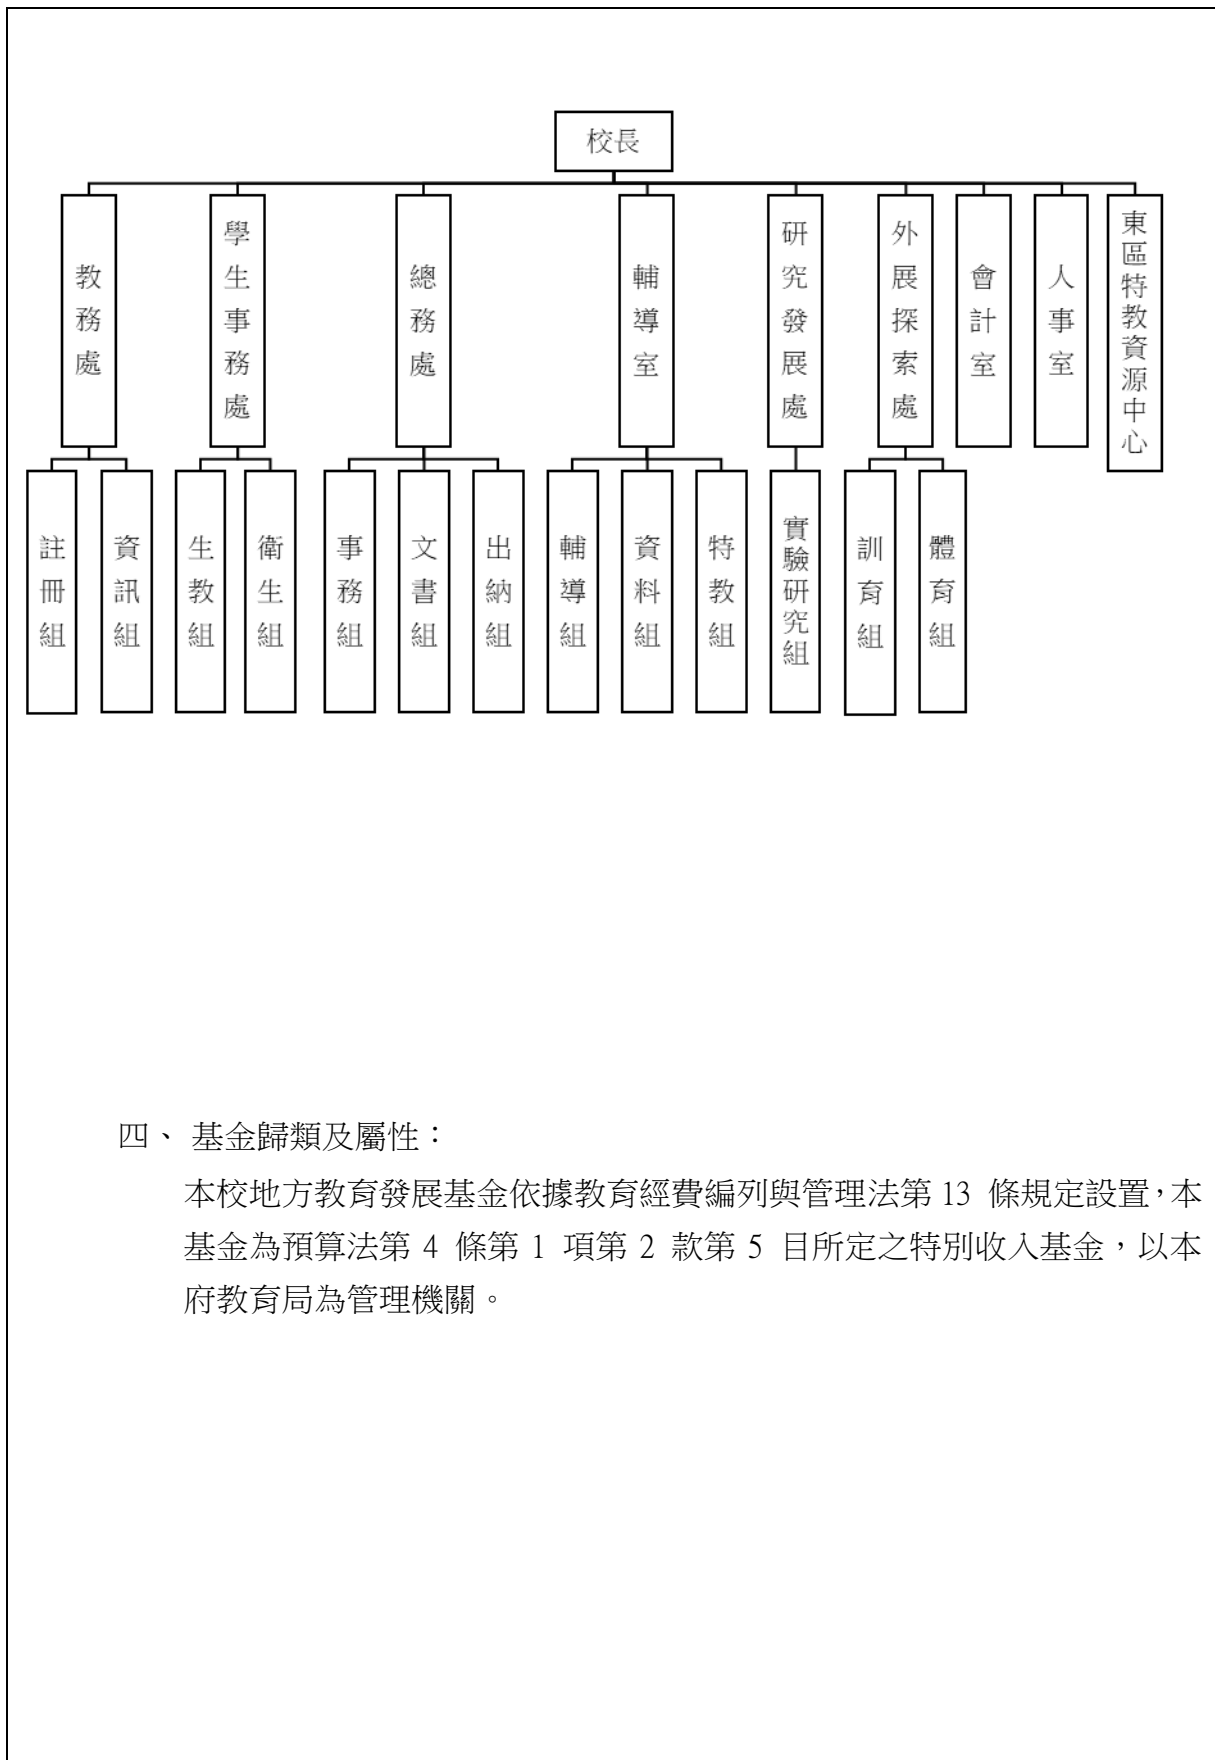 校長
教務處
學生事務處
總務處
輔導室
研究發展處
外展探索處
會計室
人事室
東區特教資源中心
註冊組
資訊組
生教組
衛生組
事務組
文書組
出納組
輔導組
資料組
特教組
實驗研究組
訓育組
體育組
四、 基金歸類及屬性：
本校地方教育發展基金依據教育經費編列與管理法第 13 條規定設置，本
基金為預算法第 4 條第 1 項第 2 款第 5 目所定之特別收入基金，以本
府教育局為管理機關。